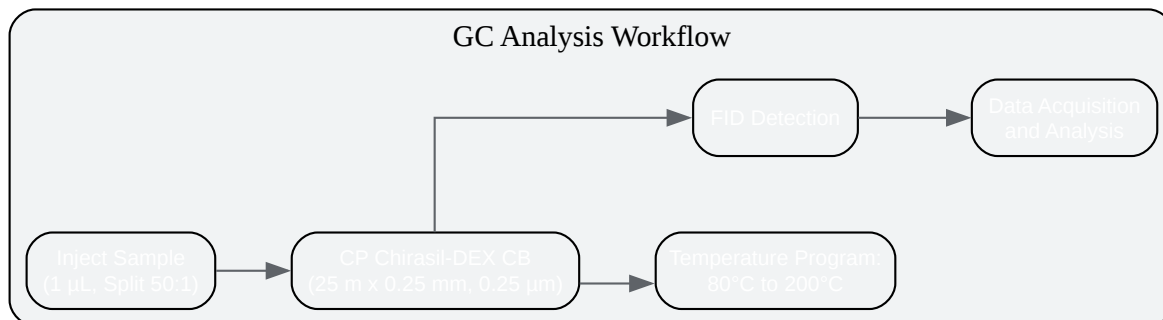 GC Analysis Workflow
FID Detection
Data Acquisition
and Analysis
Inject Sample
(1 µL, Split 50:1)
CP Chirasil-DEX CB
(25 m x 0.25 mm, 0.25 µm)
Temperature Program:
80°C to 200°C